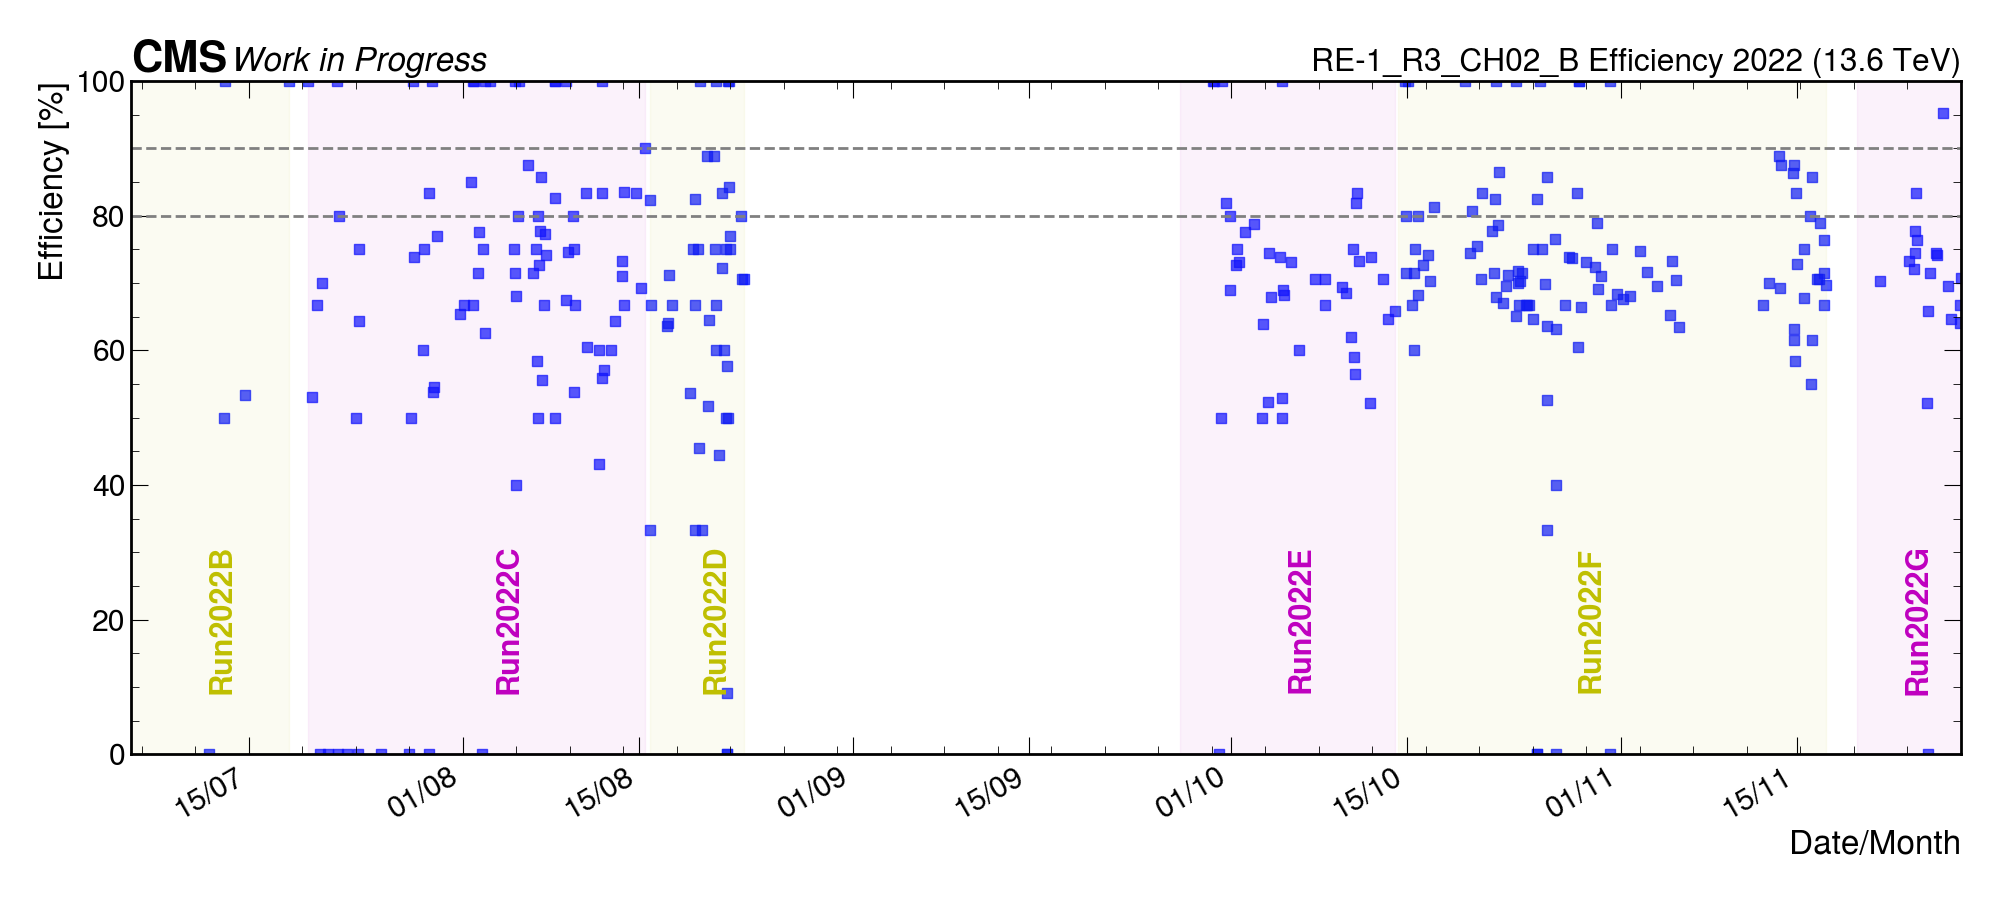 CMS Work in Progress
RE-1_R3_CH02_B Efficiency 2022 (13.6 TeV)
Efficiency [%]
100
80
60
40
20
0
Run2022B
Run2022C
Run2022D
Run2022E
Run2022F
Run2022G
15/07
01/08
15/08
01/09
15/09
01/10
15/10
01/11
15/11
Date/Month